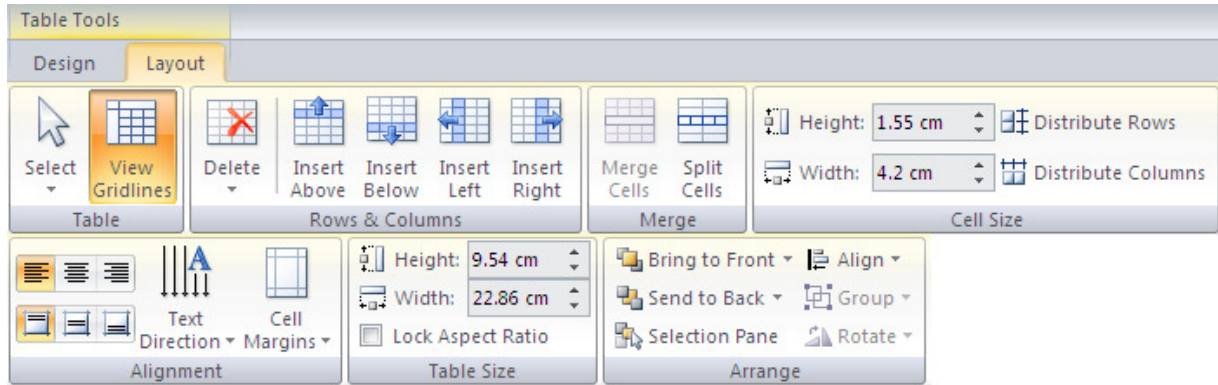 Table Tools
Design Layout
Height: 1.55 cm Distribute Rows
Select View Delete Insert Insert Insert Insert Merge Split
Gridlines Above Below Left Right Cells Cells
Width: 4.2 cm Distribute Columns
Table Rows & Columns Merge Cell Size
Height: 9.54 cm Bring to Front Align
Width: 22.86 cm Send to Back Group
Text Cell
Direction Margins Lock Aspect Ratio Selection Pane Rotate
Alignment Table Size Arrange